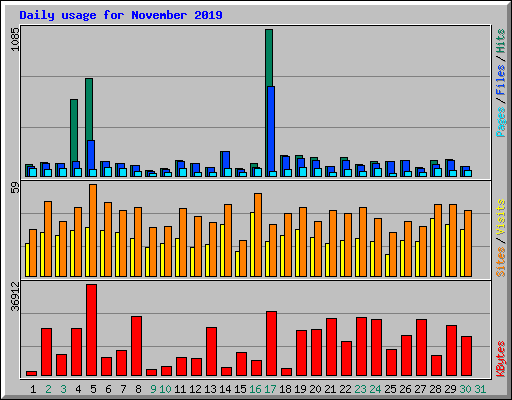 Daily usage for November 2019
1085
Pages / Files / Hits
59
Sites / Visits
36912
KBytes
1 2 3 4 5 6 7 8 9 10 11 12 13 14 15 16 17 18 19 20 21 22 23 24 25 26 27 28 29 30 31